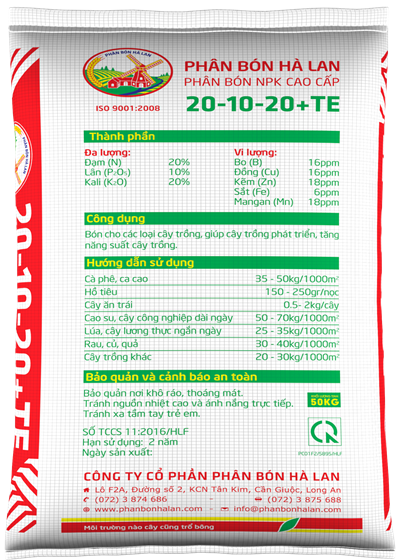 PHÂN BÓN HÀ LAN
ISO 9001:2008
PHÂN BÓN HÀ LAN
PHÂN BÓN NPK CAO CẤP
20-10-20+TE
Thành phần
Đa lượng:
Đạm (N) 20%
Lân (P₂O₅) 10%
Kali (K₂O) 20%
Vi lượng:
Bo (B) 16ppm
Đồng (Cu) 16ppm
Kẽm (Zn) 18ppm
Sắt (Fe) 6ppm
Mangan (Mn) 18ppm
Công dụng
Bón cho các loại cây trồng, giúp cây trồng phát triển, tăng
năng suất cây trồng.
Hướng dẫn sử dụng
Cà phê, ca cao 35 - 50kg/1000m²
Hồ tiêu 150 - 250gr/nọc
Cây ăn trái 0.5- 2kg/cây
Cao su, cây công nghiệp dài ngày 50 - 70kg/1000m²
Lúa, cây lương thực ngắn ngày 25 - 35kg/1000m²
Rau, củ, quả 30 - 40kg/1000m²
Cây trồng khác 20 - 30kg/1000m²
Bảo quản và cảnh báo an toàn
Bảo quản nơi khô ráo, thoáng mát.
Tránh nguồn nhiệt cao và ánh nắng trực tiếp.
Tránh xa tầm tay trẻ em.
50KG
SỐ TCCS 11:2016/HLF
Hạn sử dụng: 2 năm
Ngày sản xuất:
CÔNG TY CỔ PHẦN PHÂN BÓN HÀ LAN
Lô F2A, Đường số 2, KCN Tân Kim, Cần Giuộc, Long An
(072) 3 874 686 - (072) 3 875 688
www.phanbonhalan.com - info@phanbonhalan.com
Môi trường nào cây cũng trổ bông
20-10-20+TE